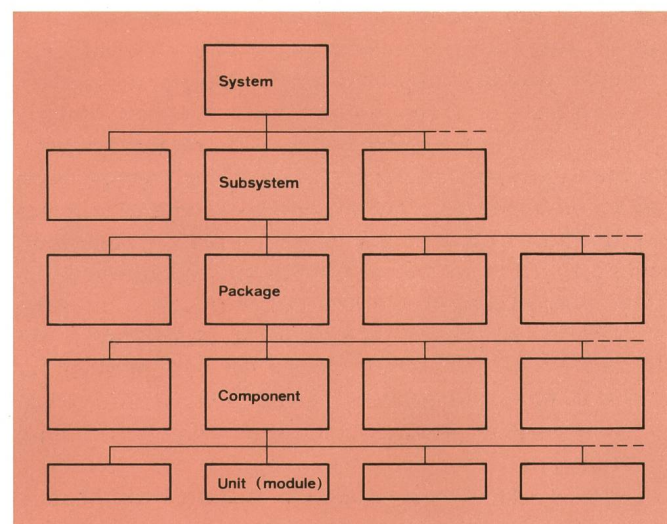 System
Subsystem
Package
Component
Unit (module)